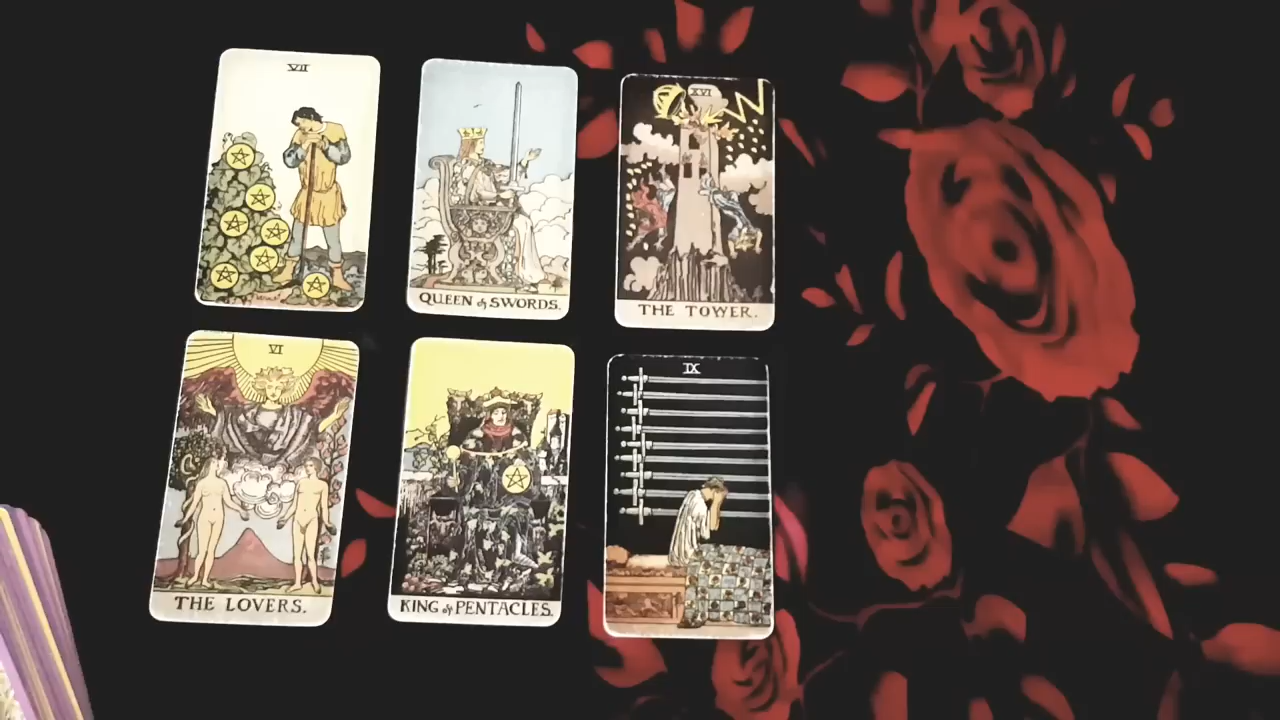 VII
QUEEN of SWORDS.
XVI
THE TOWER.
VI
THE LOVERS.
KING of PENTACLES.
IX